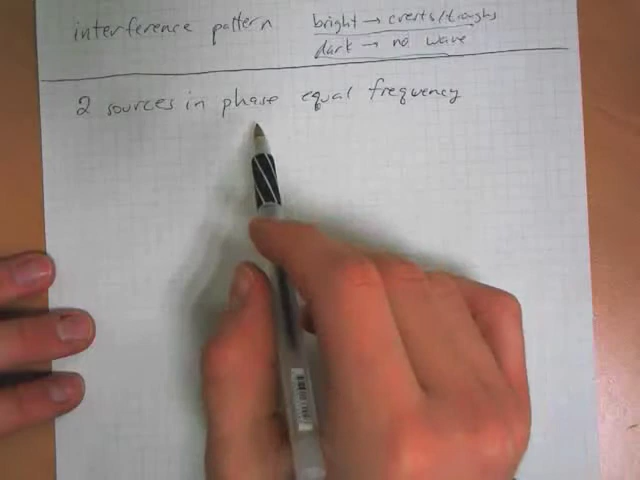 interference pattern
bright → crests/troughs
dark → no wave
2 sources in phase equal frequency